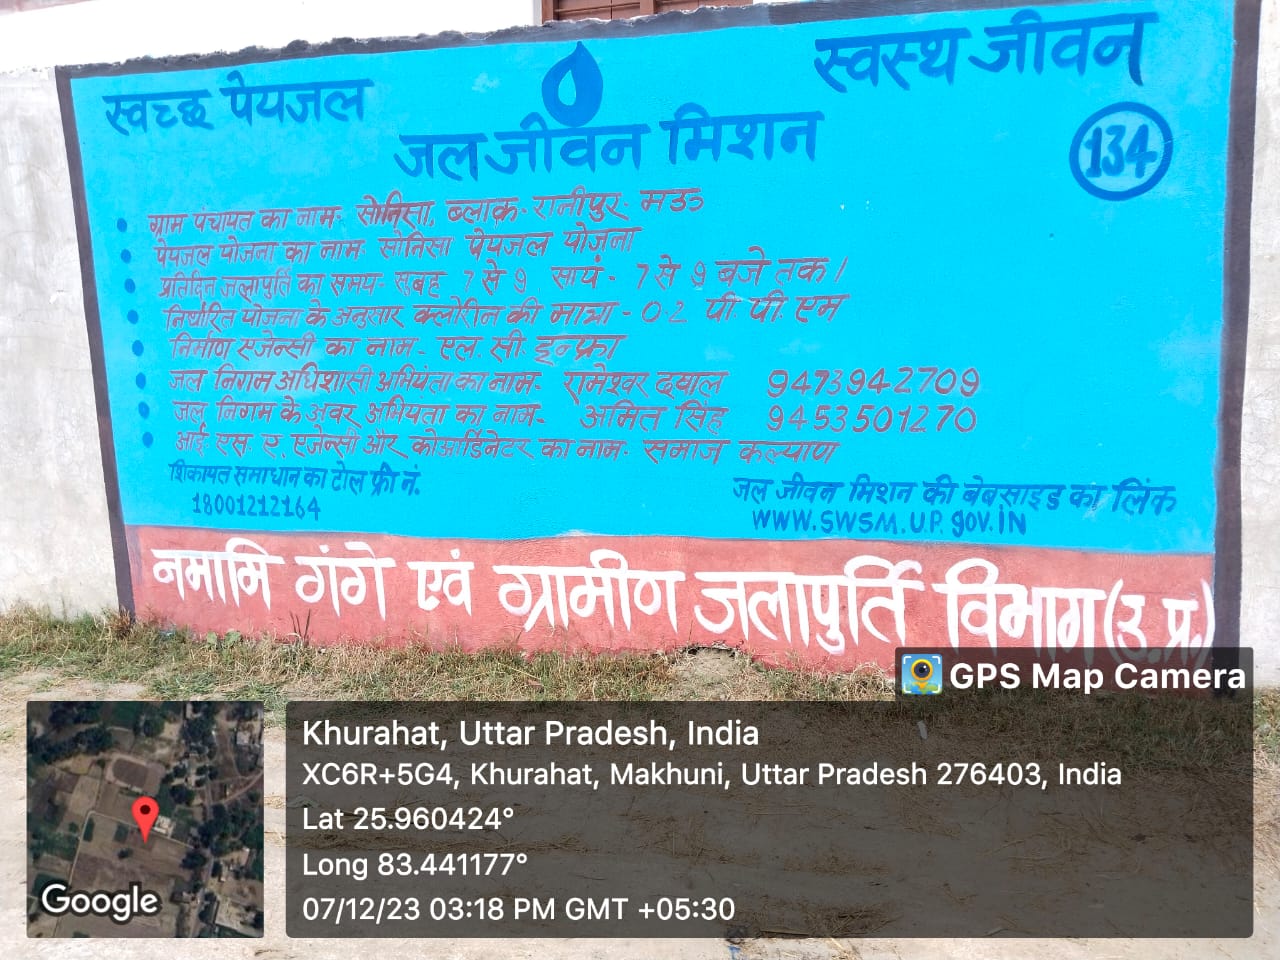 स्वच्छ पेयजल
स्वस्थ जीवन
जल जीवन मिशन
134
ग्राम पंचायत का नाम- सोनिसा, ब्लाक- रानीपुर- मऊ
पेयजल योजना का नाम- सोनिसा पेयजल योजना
प्रतिदिन जलापुर्ति का समय- सुबह 7 से 9, सायं - 7 से 9 बजे तक।
निर्धारित योजना के अनुसार क्लोरिन की मात्रा - 0.2 पी. पी. एम
निर्माण एजेन्सी का नाम- एल. सी. इन्फ्रा
जल निगम अधिशासी अभियंता का नाम- रामेश्वर दयाल 9473942709
जल निगम के अवर अभियंता का नाम- अमित सिंह 9453501270
आई. एस. ए. एजेन्सी और कोआर्डिनेटर का नाम- समाज कल्याण
शिकायत समाधान का टोल फ्री नं.
18001212164
जल जीवन मिशन की बेबसाइड का लिंक
WWW.SWSM.U.P.gov.iN
नमामि गंगे एवं ग्रामीण जलापुर्ति विभाग (उ. प्र.)
GPS Map Camera
Khurahat, Uttar Pradesh, India
XC6R+5G4, Khurahat, Makhuni, Uttar Pradesh 276403, India
Lat 25.960424°
Long 83.441177°
07/12/23 03:18 PM GMT +05:30
Google